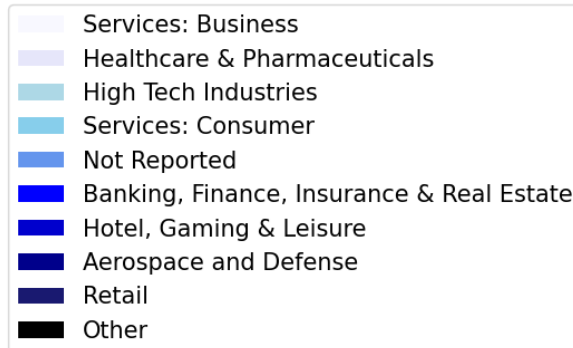 Services: Business
Healthcare & Pharmaceuticals
High Tech Industries
Services: Consumer
Not Reported
Banking, Finance, Insurance & Real Estate
Hotel, Gaming & Leisure
Aerospace and Defense
Retail
Other